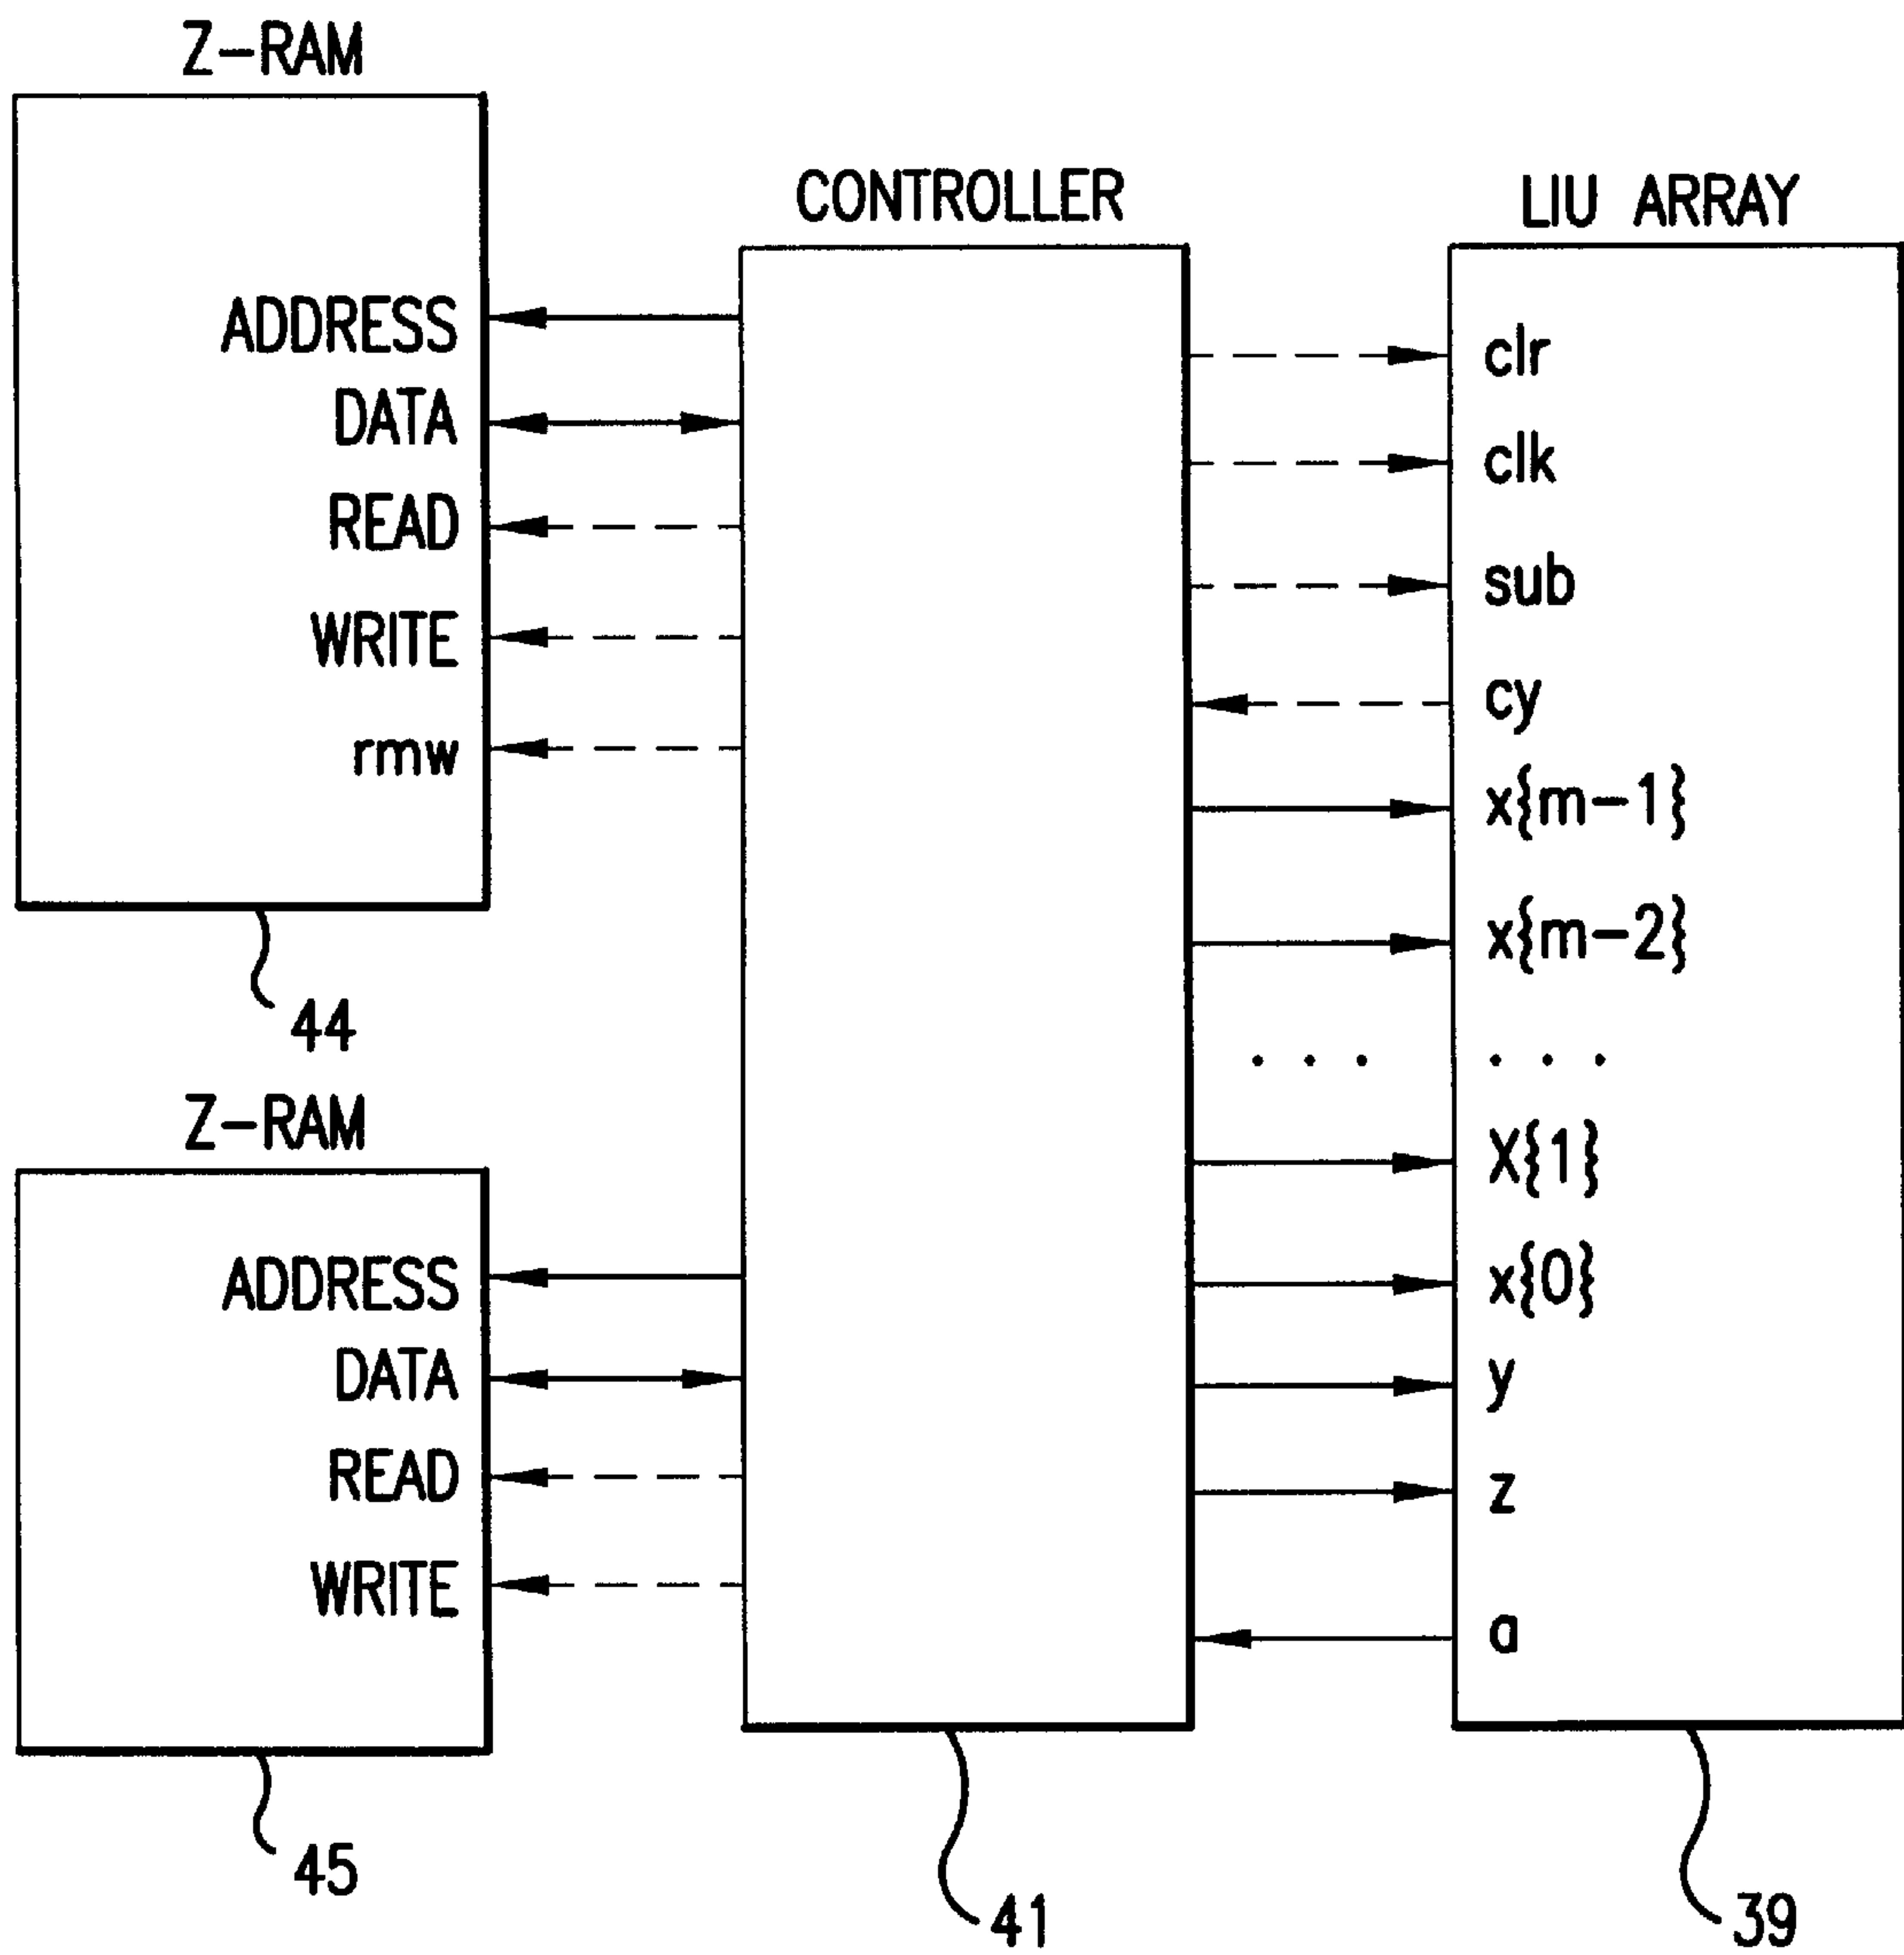 Z-RAM
ADDRESS
DATA
READ
WRITE
rmw
44
Z-RAM
ADDRESS
DATA
READ
WRITE
45
CONTROLLER
41
LIU ARRAY
clr
clk
sub
cy
x{m-1}
x{m-2}
. . . . . .
X{1}
x{0}
y
z
a
39